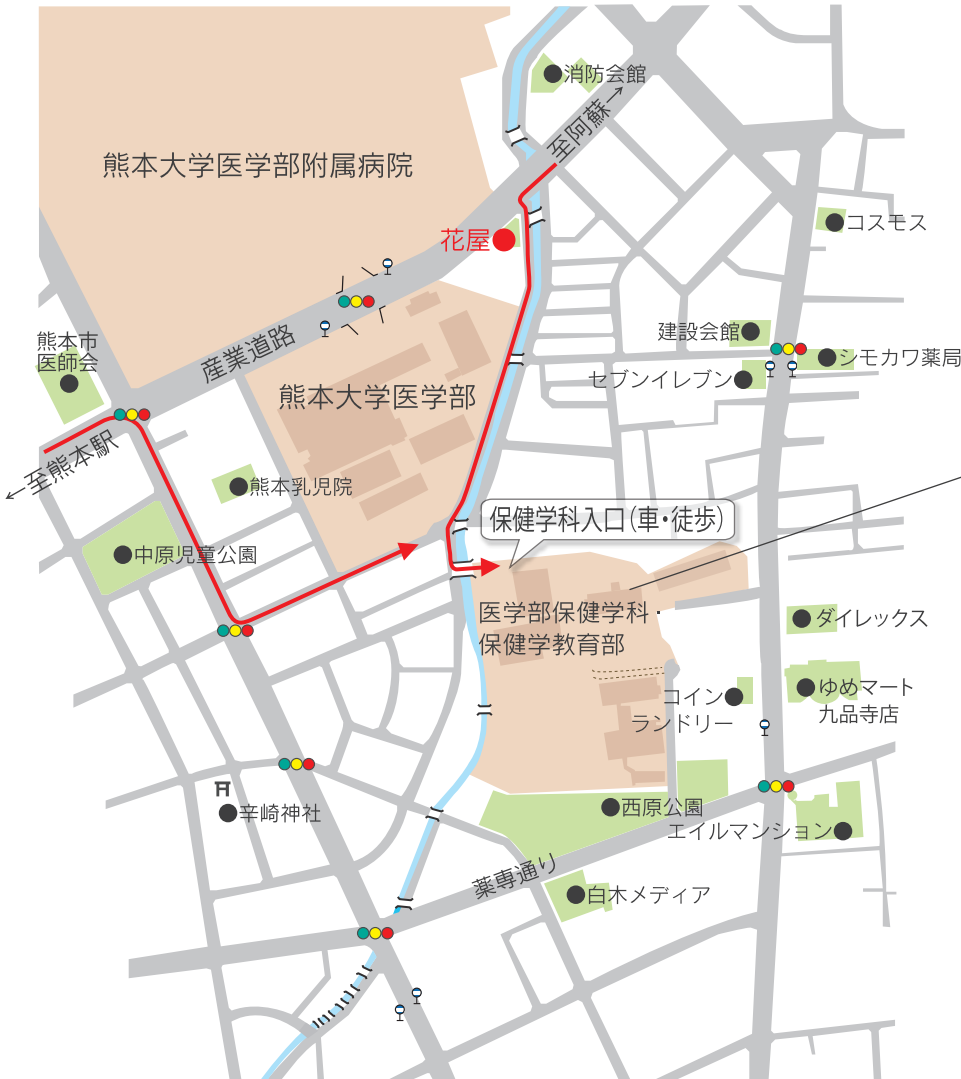 消防会館
至阿蘇→
熊本大学医学部附属病院
コスモス
花屋
産業道路
熊本市
医師会
建設会館
シモカワ薬局
セブンイレブン
熊本大学医学部
←至熊本駅
熊本乳児院
保健学科入口(車・徒歩)
中原児童公園
医学部保健学科・
保健学教育部
ダイレックス
コイン
ランドリー
ゆめマート
九品寺店
辛崎神社
西原公園
エイルマンション
薬専通り
白木メディア